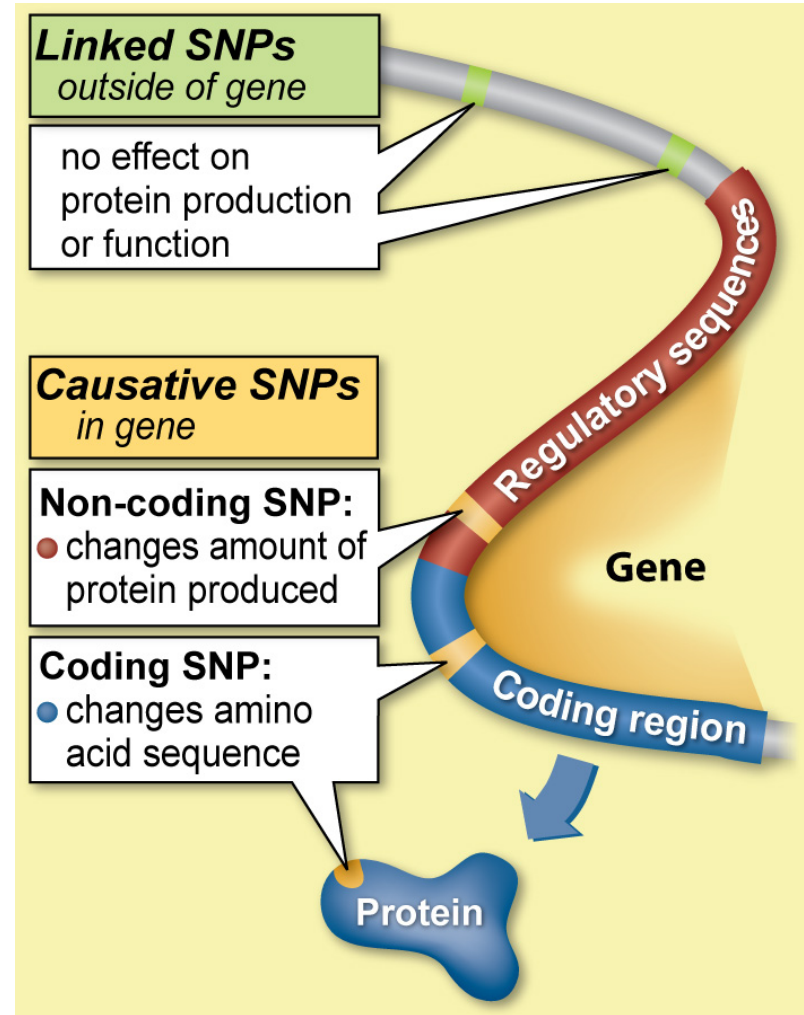 Linked SNPs
outside of gene
no effect on
protein production
or function
Regulatory sequences
Causative SNPs
in gene
Non-coding SNP:
changes amount of
protein produced
Gene
Coding SNP:
changes amino
acid sequence
Coding region
Protein